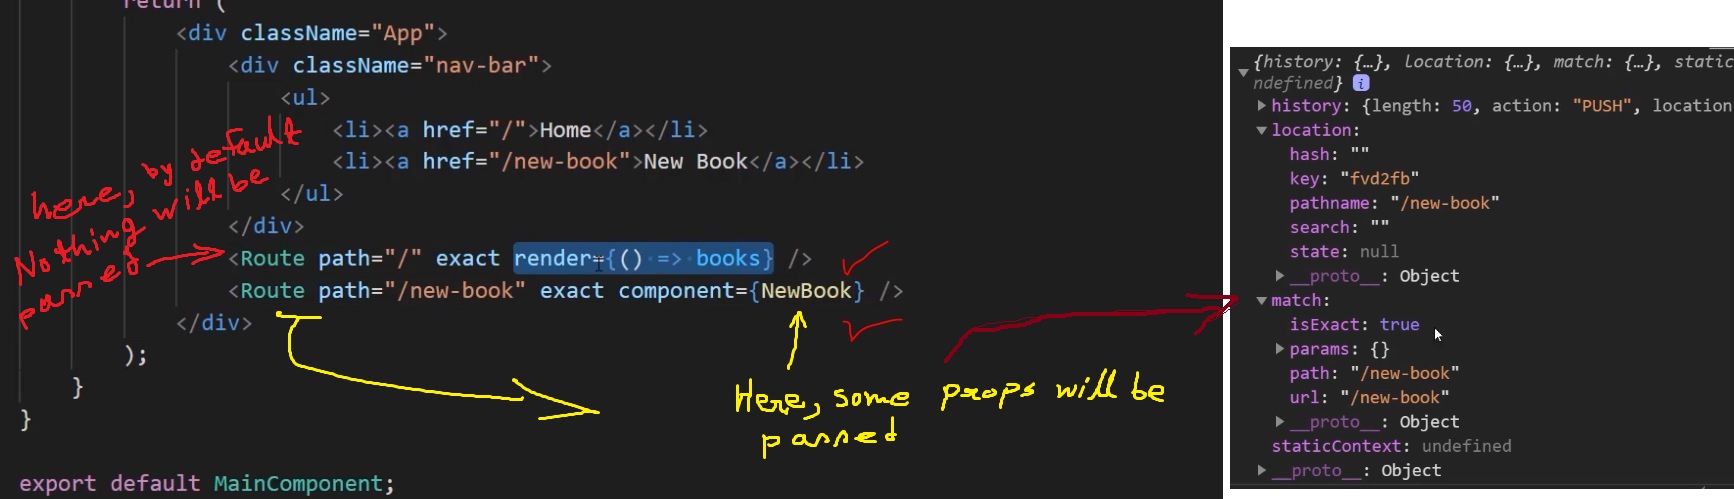 return (
<div className="App">
<div className="nav-bar">
<ul>
<li><a href="/">Home</a></li>
<li><a href="/new-book">New Book</a></li>
</ul>
</div>
<Route path="/" exact render={() => books} />
<Route path="/new-book" exact component={NewBook} />
</div>
);
}
}
export default MainComponent;
here, by default
Nothing will be
passed
Here, some props will be
passed
{history: {…}, location: {…}, match: {…}, static
ndefined} i
history: {length: 50, action: "PUSH", location
location:
hash: ""
key: "fvd2fb"
pathname: "/new-book"
search: ""
state: null
__proto__: Object
match:
isExact: true
params: {}
path: "/new-book"
url: "/new-book"
__proto__: Object
staticContext: undefined
__proto__: Object